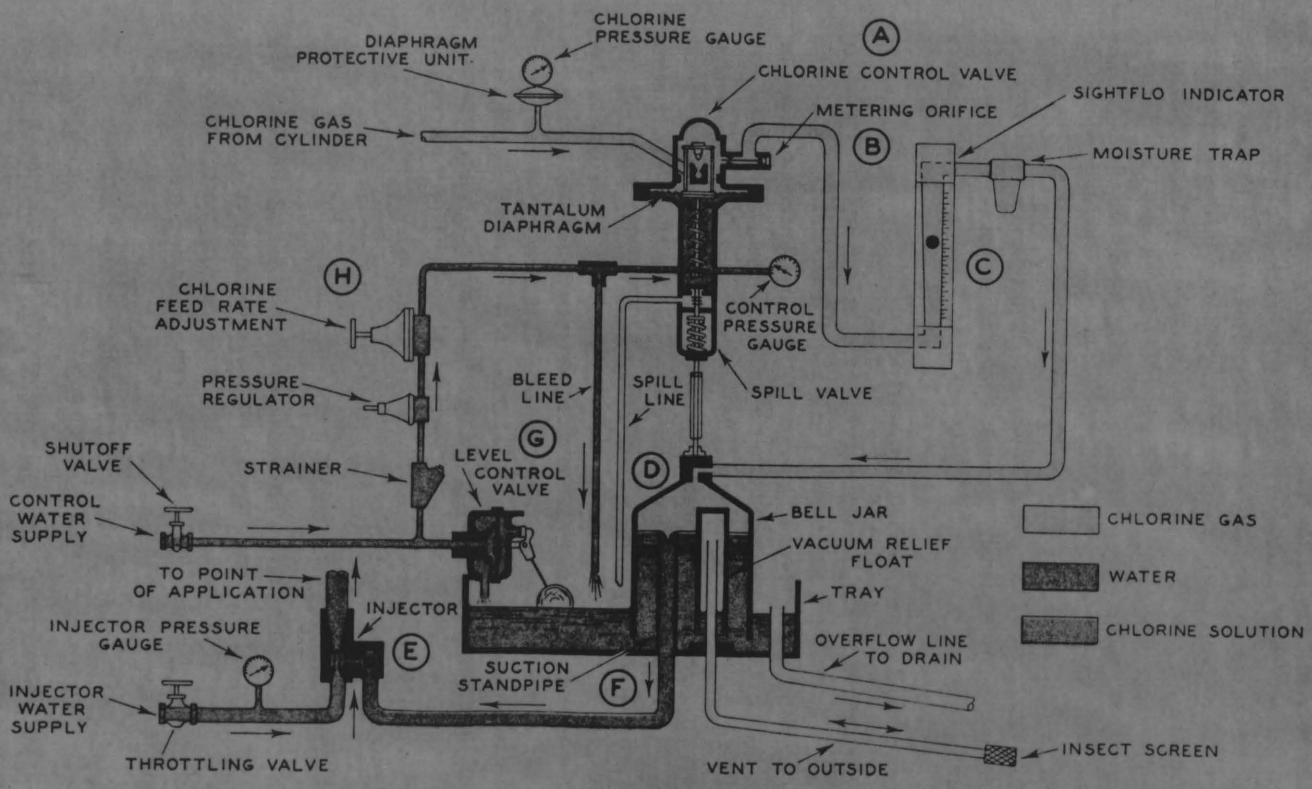 CHLORINE
PRESSURE GAUGE
DIAPHRAGM
PROTECTIVE UNIT.
A
CHLORINE CONTROL VALVE
METERING ORIFICE
SIGHTFLO INDICATOR
CHLORINE GAS
FROM CYLINDER
B
MOISTURE TRAP
TANTALUM
DIAPHRAGM
H
C
CHLORINE
FEED RATE
ADJUSTMENT
CONTROL
PRESSURE
GAUGE
PRESSURE
REGULATOR
BLEED
LINE
SPILL
LINE
SPILL VALVE
SHUTOFF
VALVE
STRAINER
G
LEVEL
CONTROL
VALVE
D
CONTROL
WATER
SUPPLY
BELL JAR
CHLORINE GAS
VACUUM RELIEF
FLOAT
TO POINT
OF APPLICATION
WATER
TRAY
INJECTOR
INJECTOR PRESSURE
GAUGE
E
CHLORINE SOLUTION
OVERFLOW LINE
TO DRAIN
SUCTION
STANDPIPE
F
INJECTOR
WATER
SUPPLY
THROTTLING VALVE
VENT TO OUTSIDE
INSECT SCREEN